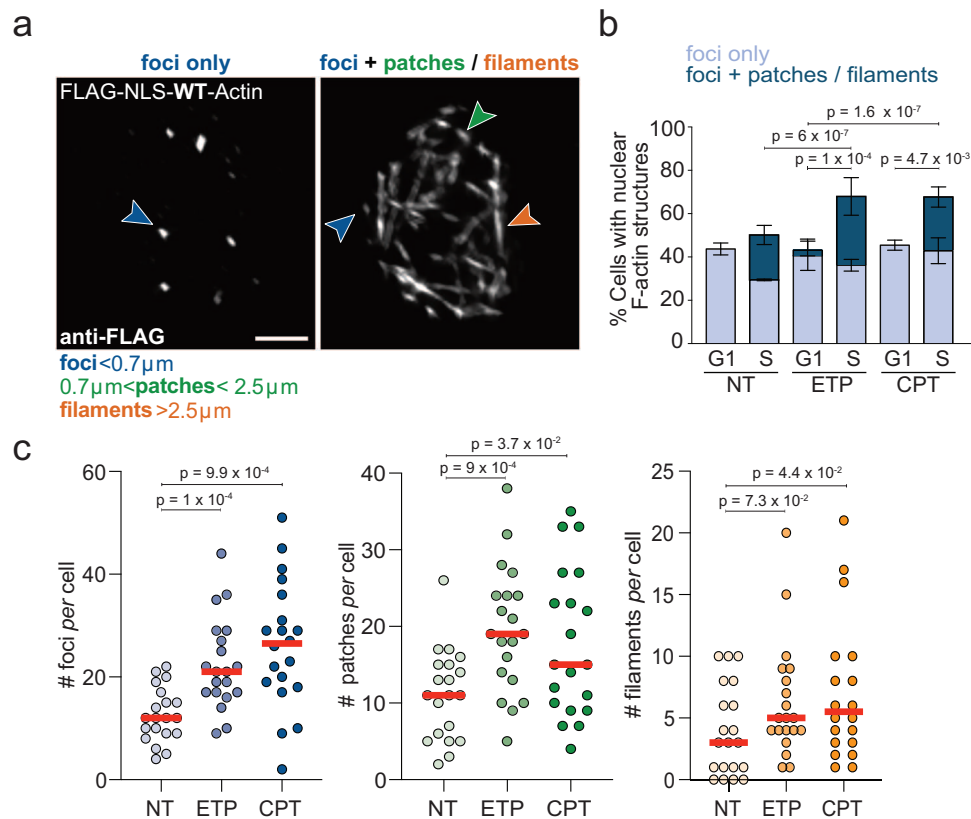 a
foci only
foci + patches / filaments
FLAG-NLS-WT-Actin
anti-FLAG
foci<0.7µm
0.7µm<patches< 2.5µm
filaments>2.5µm
b
foci only
foci + patches / filaments
p = 1.6 x 10-7
p = 6 x 10-7
p = 1 x 10-4
p = 4.7 x 10-3
% Cells with nuclear
F-actin structures
100
80
60
40
20
0
G1 S G1 S G1 S
NT ETP CPT
c
p = 9.9 x 10-4
p = 1 x 10-4
# foci per cell
60
40
20
0
NT ETP CPT
p = 3.7 x 10-2
p = 9 x 10-4
# patches per cell
40
30
20
10
0
NT ETP CPT
p = 4.4 x 10-2
p = 7.3 x 10-2
# filaments per cell
25
20
15
10
5
0
NT ETP CPT